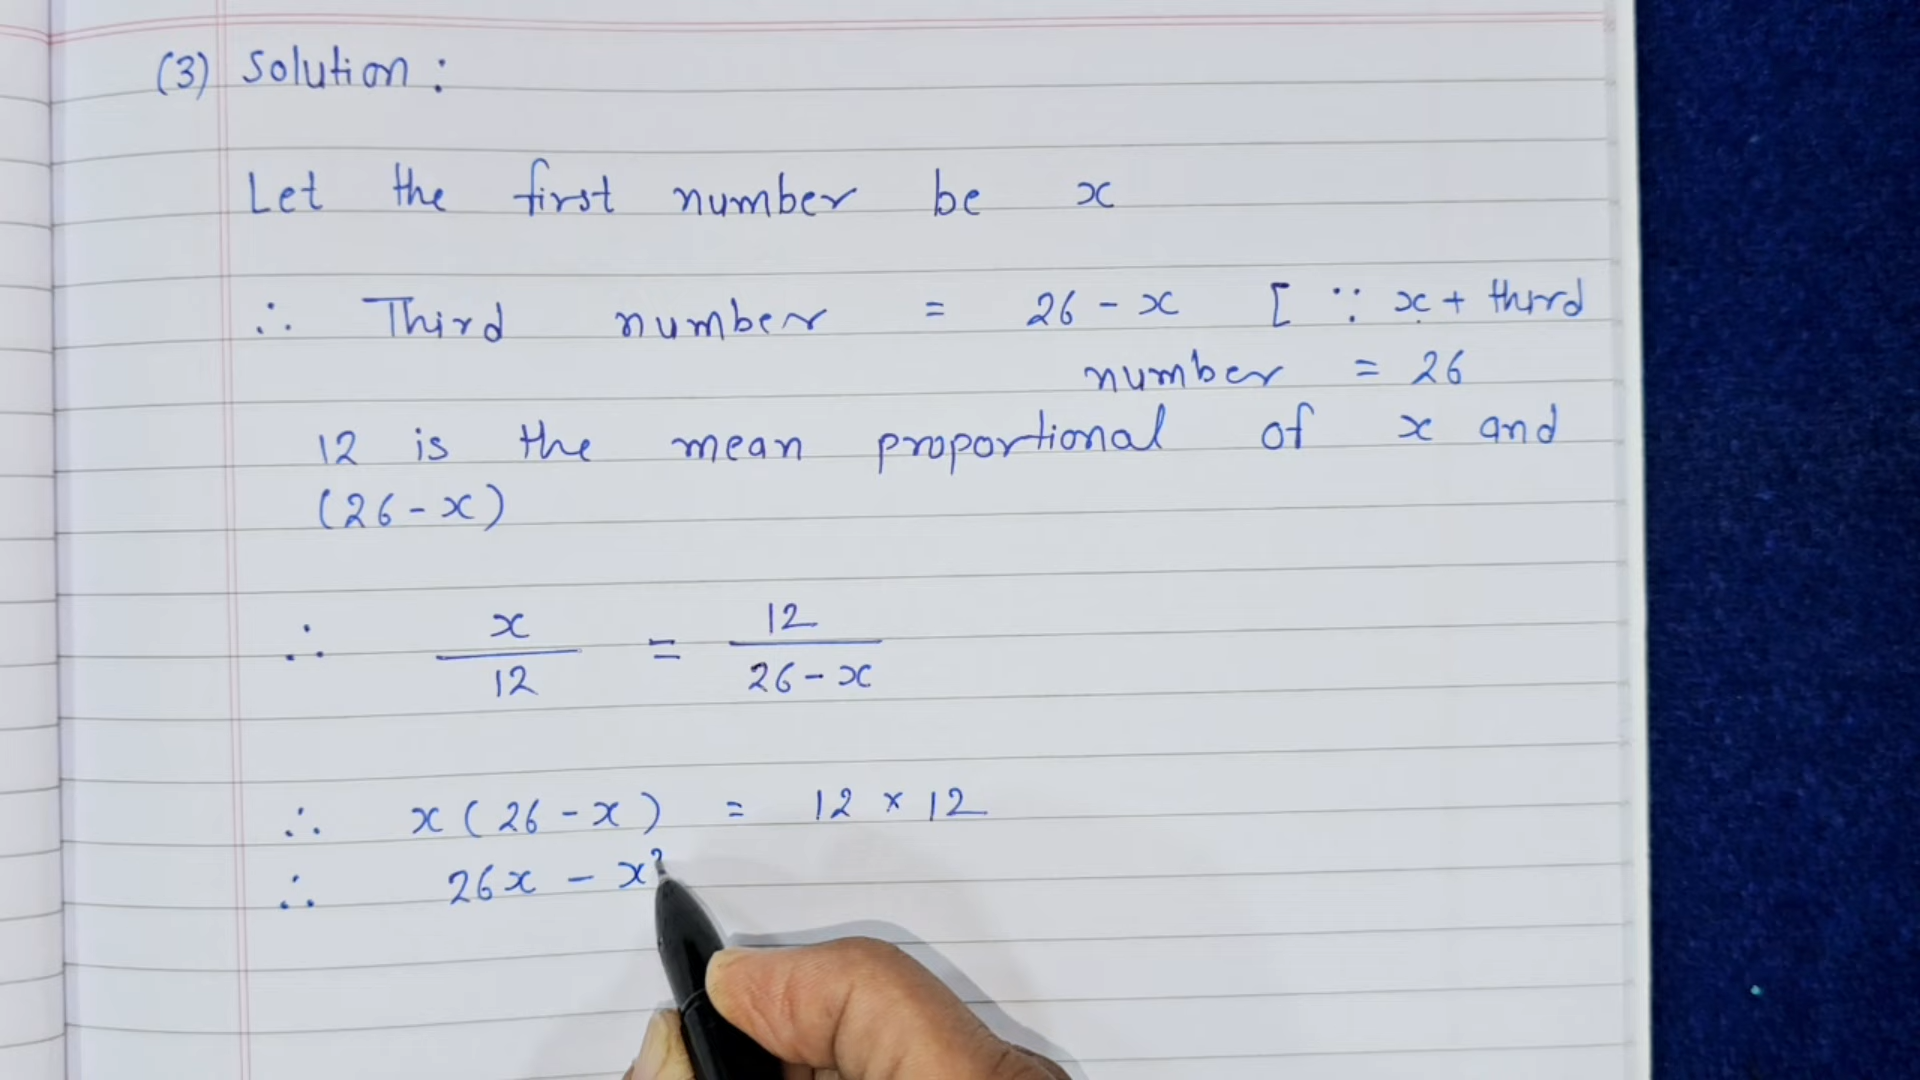 (3) Solution :
Let the first number be x
∴ Third number = 26 - x [ ∵ x + third
number = 26
12 is the mean proportional of x and
(26 - x)
∴ x/12 = 12/26 - x
∴ x ( 26 - x ) = 12 × 12
∴ 26x - x²